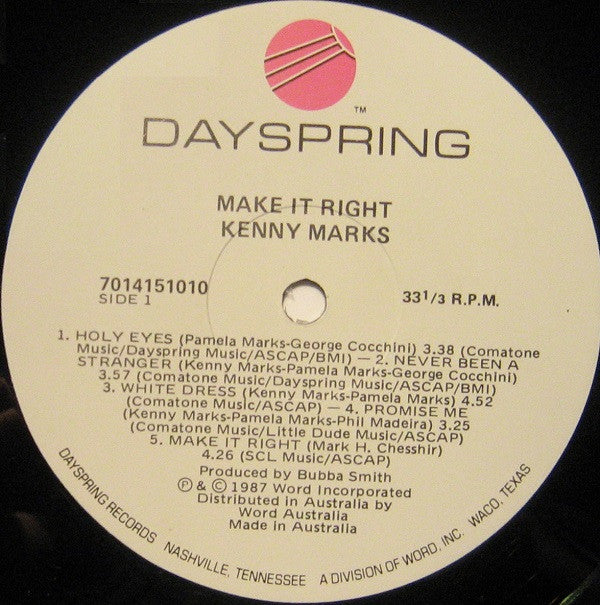 ™
DAYSPRING
MAKE IT RIGHT
KENNY MARKS
7014151010
SIDE 1
33 1/3 R.P.M.
1. HOLY EYES (Pamela Marks-George Cocchini) 3.38 (Comatone
Music/Dayspring Music/ASCAP/BMI) — 2. NEVER BEEN A
STRANGER (Kenny Marks-Pamela Marks-George Cocchini)
3.57 (Comatone Music/Dayspring Music/ASCAP/BMI)
3. WHITE DRESS (Kenny Marks-Pamela Marks) 4.52
(Comatone Music/ASCAP) — 4. PROMISE ME
(Kenny Marks-Pamela Marks-Phil Madeira) 3.25
(Comatone Music/Little Dude Music/ASCAP)
5. MAKE IT RIGHT (Mark H. Chesshir)
4.26 (SCL Music/ASCAP)
Produced by Bubba Smith
Ⓟ & © 1987 Word Incorporated
Distributed in Australia by
Word Australia
Made in Australia
DAYSPRING RECORDS NASHVILLE, TENNESSEE A DIVISION OF WORD, INC. WACO, TEXAS